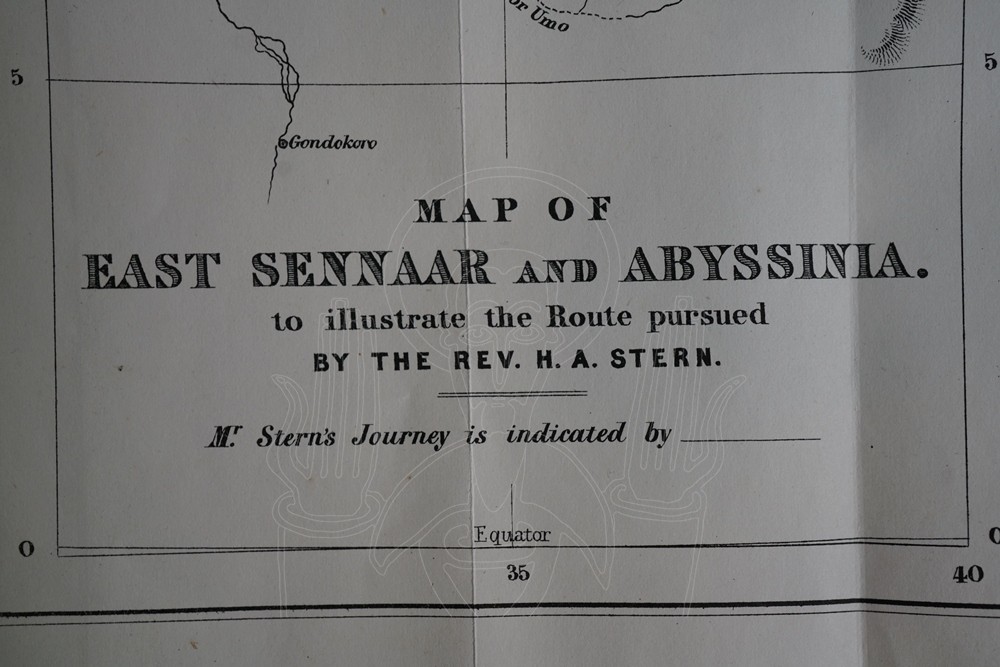 or Umo
5
5
Gondokoro
MAP OF
EAST SENNAAR AND ABYSSINIA.
to illustrate the Route pursued
BY THE REV. H. A. STERN.
Mr. Stern's Journey is indicated by
Equator
0
0
35
40